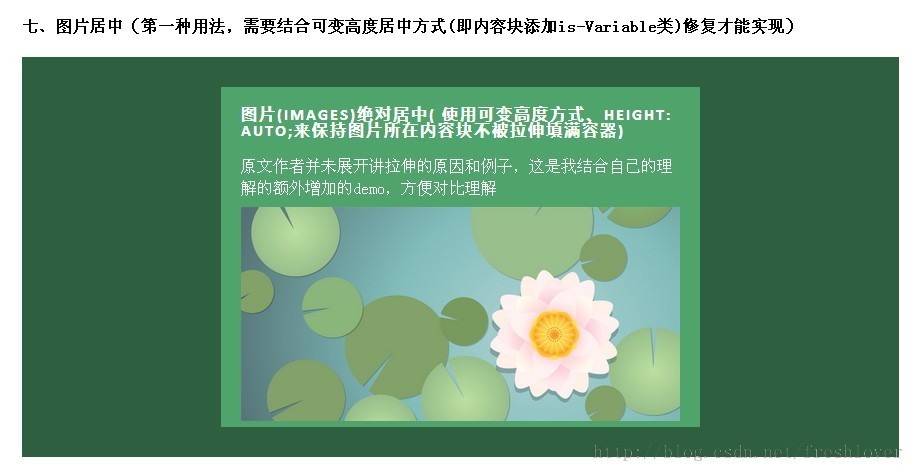 七、图片居中（第一种用法，需要结合可变高度居中方式(即内容块添加is-Variable类)修复才能实现）
图片(IMAGES)绝对居中( 使用可变高度方式、HEIGHT:
AUTO;来保持图片所在内容块不被拉伸填满容器)
原文作者并未展开讲拉伸的原因和例子，这是我结合自己的理
解的额外增加的demo，方便对比理解
http://blog.csdn.net/freshlover